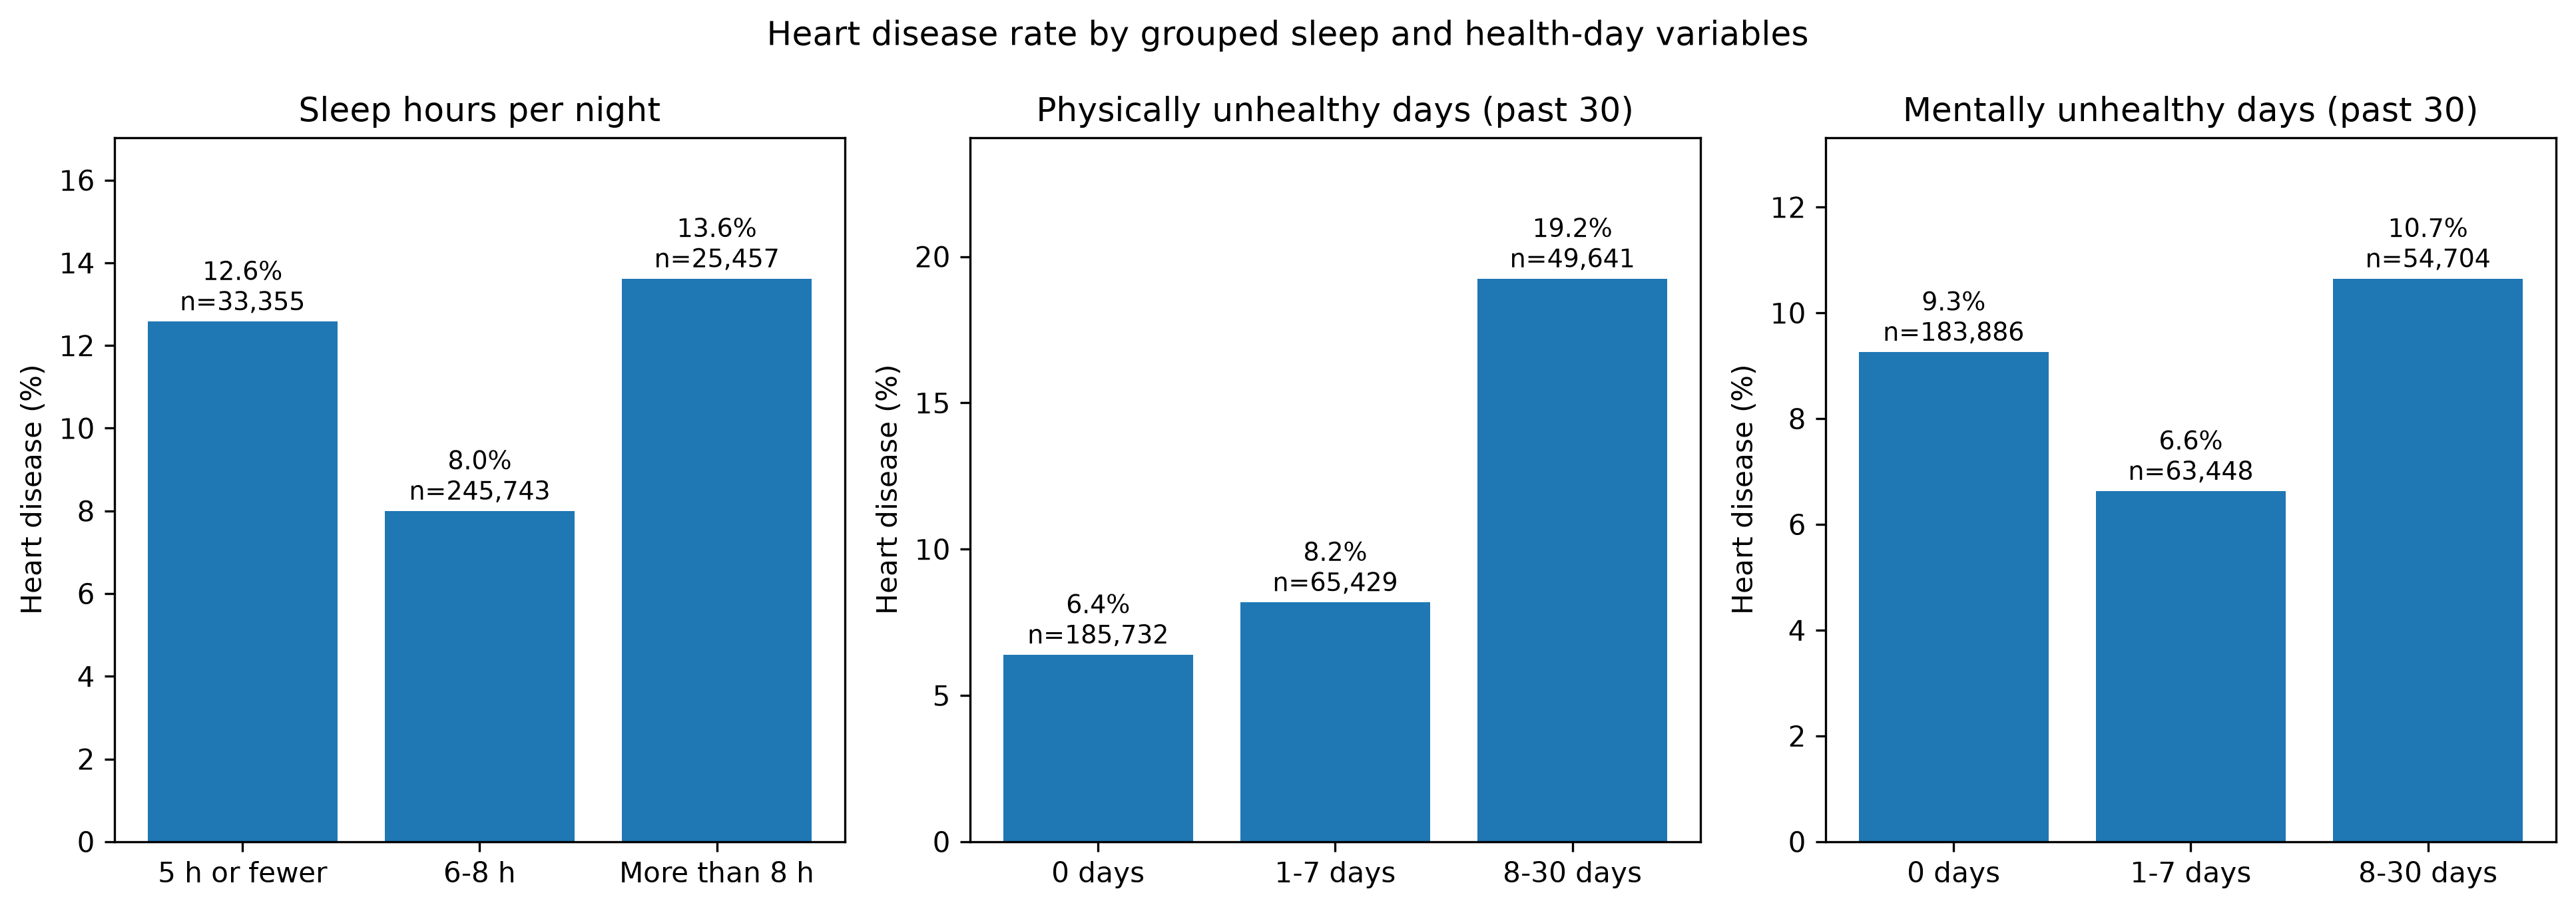 Heart disease rate by grouped sleep and health-day variables
Sleep hours per night
Heart disease (%)
16
14
12
10
8
6
4
2
0
12.6%
n=33,355
8.0%
n=245,743
13.6%
n=25,457
5 h or fewer
6-8 h
More than 8 h
Physically unhealthy days (past 30)
Heart disease (%)
20
15
10
5
0
6.4%
n=185,732
8.2%
n=65,429
19.2%
n=49,641
0 days
1-7 days
8-30 days
Mentally unhealthy days (past 30)
Heart disease (%)
12
10
8
6
4
2
0
9.3%
n=183,886
6.6%
n=63,448
10.7%
n=54,704
0 days
1-7 days
8-30 days